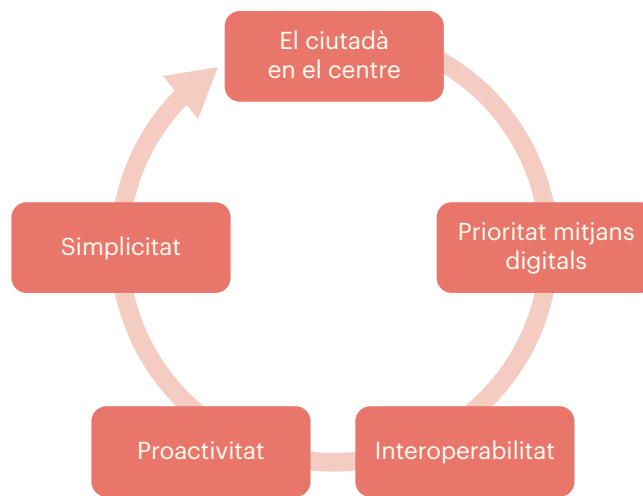 El ciutadà
en el centre
Prioritat mitjans
digitals
Interoperabilitat
Proactivitat
Simplicitat